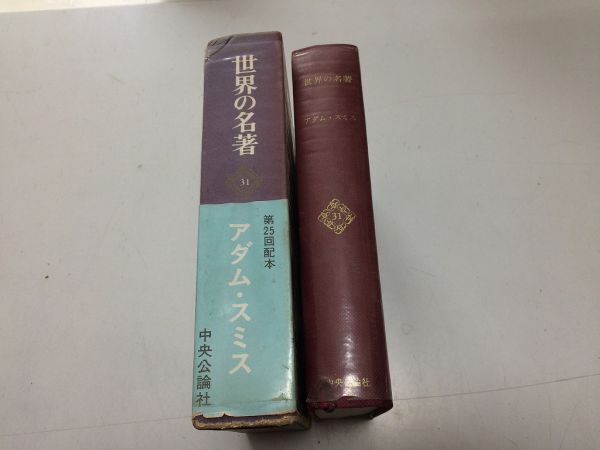 世界の名著
31
第25回配本
アダム・スミス
中央公論社
世界の名著
アダム・スミス
31
中央公論社